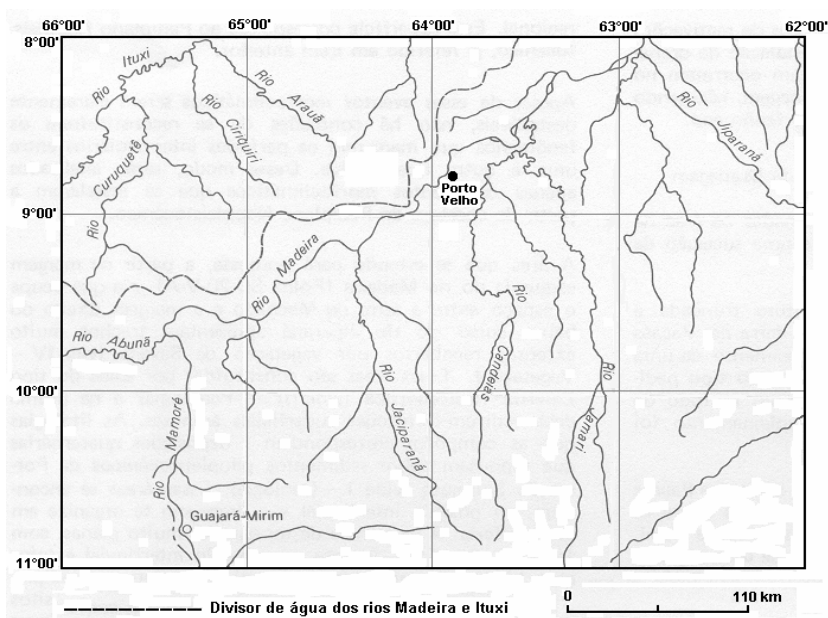 66°00' 65°00' 64°00' 63°00' 62°00'
8°00'
Rio Ituxi
Rio Arauã
Rio Ciriquiri
Rio Curuquetê
Rio Jiparaná
Porto
Velho
9°00'
Rio Madeira
Rio Abunã
Rio Candeias
10°00'
Rio Mamoré
Rio Jaciparaná
Rio Jamari
Guajará-Mirim
11°00'
Divisor de água dos rios Madeira e Ituxi
0 110 km